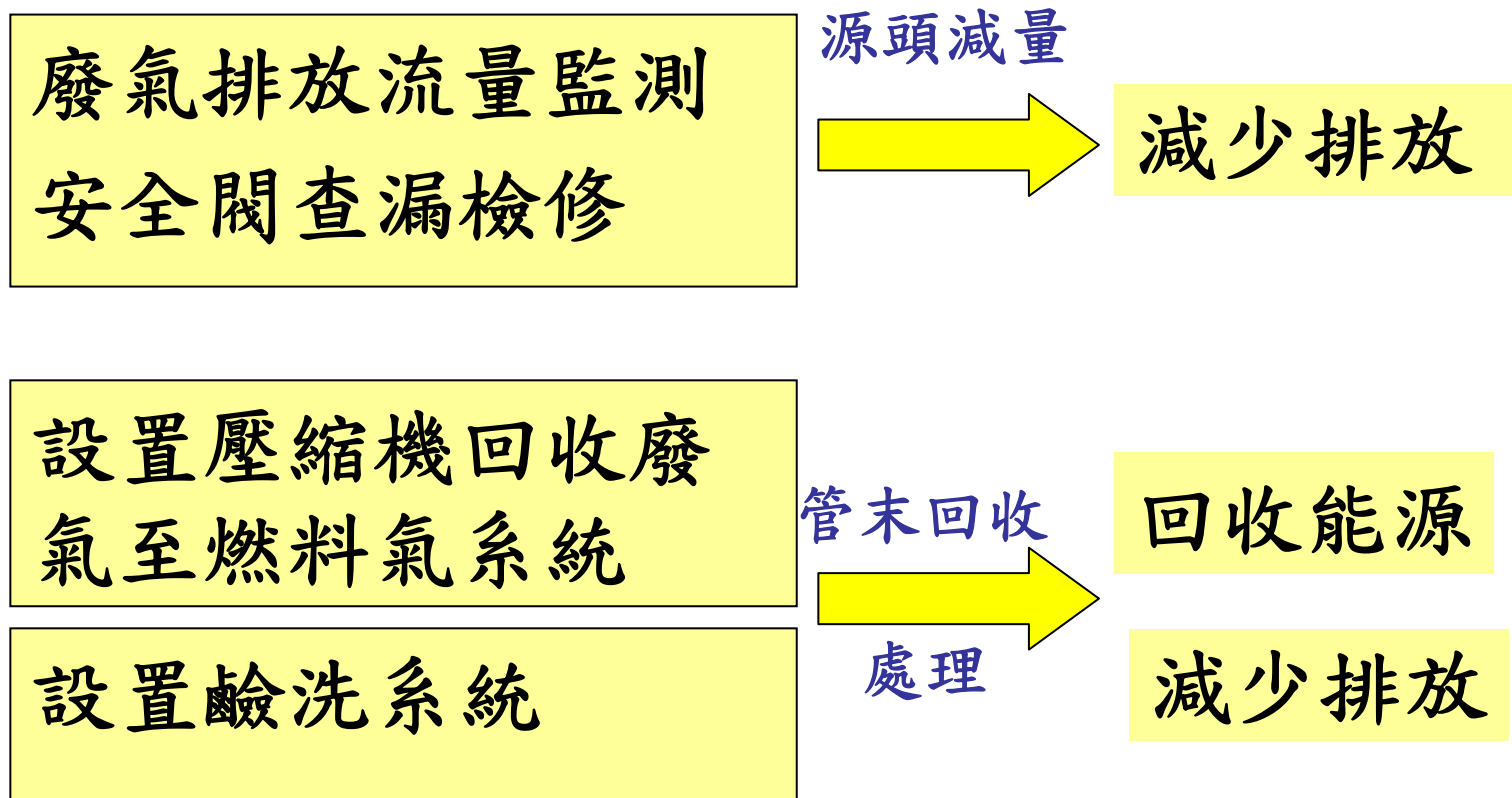 源頭減量
廢氣排放流量監測
安全閥查漏檢修
減少排放
設置壓縮機回收廢
氣至燃料氣系統
管末回收
處理
回收能源
設置鹼洗系統
減少排放